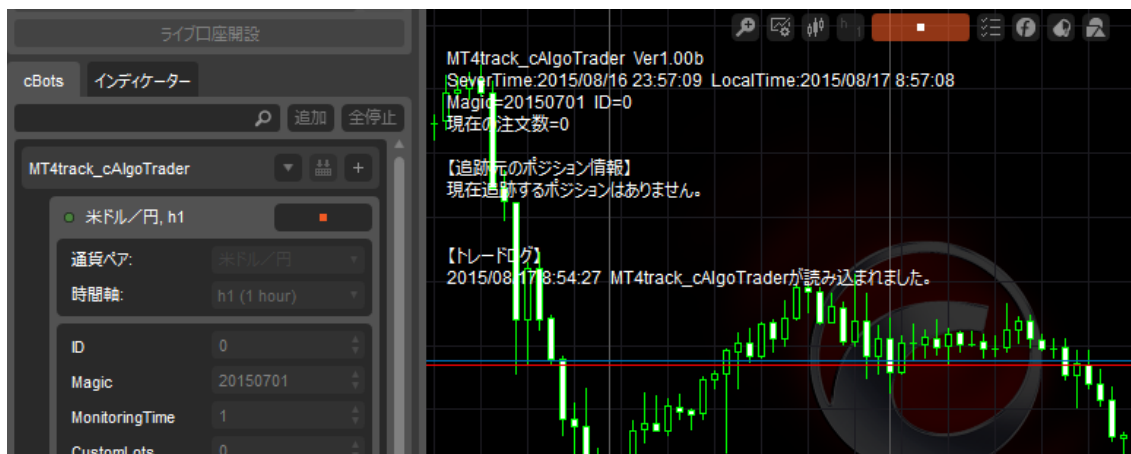 ライブ口座開設
cBots インディケーター
追加 全停止
MT4track_cAlgoTrader
米ドル／円, h1
通貨ペア: 米ドル／円
時間軸: h1 (1 hour)
ID 0
Magic 20150701
MonitoringTime 1
CustomLots 0
h1
MT4track_cAlgoTrader Ver1.00b
SeverTime:2015/08/16 23:57:09 LocalTime:2015/08/17 8:57:08
Magic=20150701 ID=0
現在の注文数=0
【追跡元のポジション情報】
現在追跡するポジションはありません。
【トレードログ】
2015/08/17 8:54:27 MT4track_cAlgoTraderが読み込まれました。